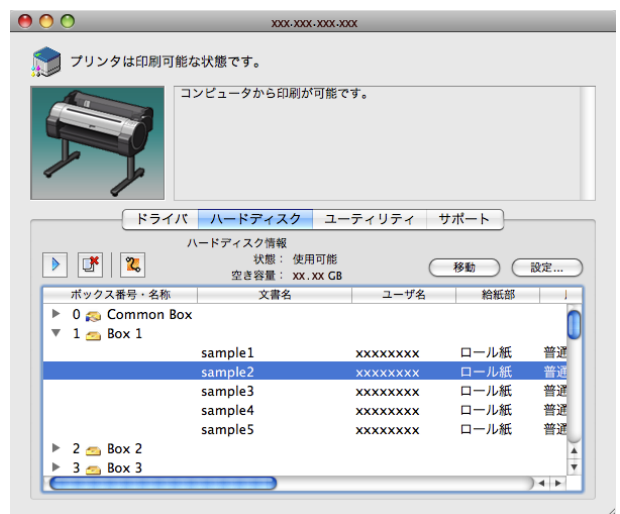 xxx.xxx.xxx.xxx
プリンタは印刷可能な状態です。
コンピュータから印刷が可能です。
ドライバ ハードディスク ユーティリティ サポート
ハードディスク情報
状態： 使用可能
空き容量： xx.xx GB
移動 設定...
ボックス番号・名称 文書名 ユーザ名 給紙部
0 Common Box
1 Box 1
sample1 xxxxxxxx ロール紙 普通
sample2 xxxxxxxx ロール紙 普通
sample3 xxxxxxxx ロール紙 普通
sample4 xxxxxxxx ロール紙 普通
sample5 xxxxxxxx ロール紙 普通
2 Box 2
3 Box 3